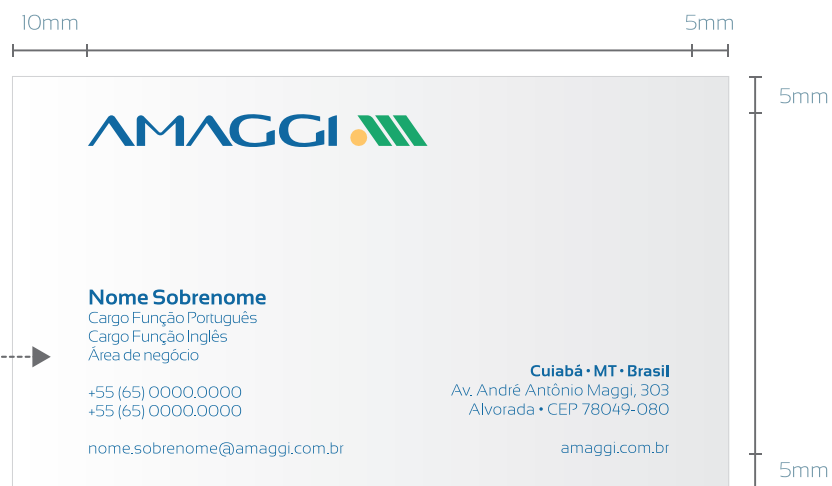 10mm
5mm
5mm
AMAGGI
Nome Sobrenome
Cargo Função Português
Cargo Função Inglês
Área de negócio
+55 (65) 0000.0000
+55 (65) 0000.0000
nome.sobrenome@amaggi.com.br
Cuiabá • MT • Brasil
Av. André Antônio Maggi, 303
Alvorada • CEP 78049-080
amaggi.com.br
5mm